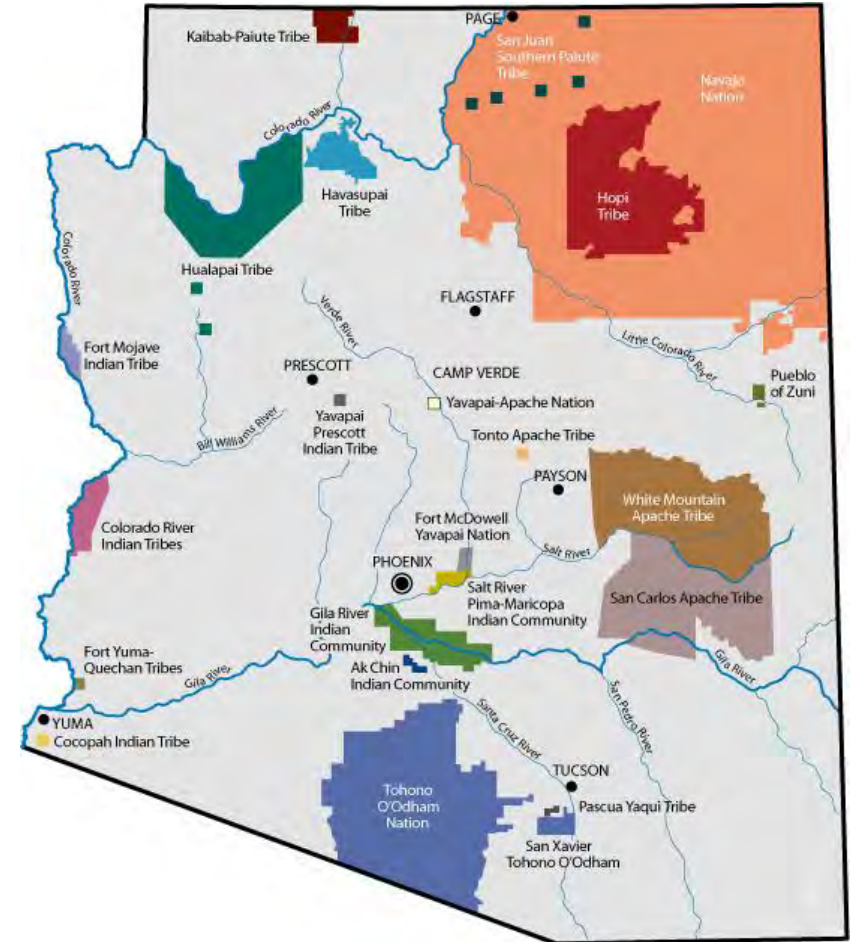 PAGE
Kaibab-Paiute Tribe
San Juan
Southern Paiute
Tribe
Navajo
Nation
Colorado River
Havasupai
Tribe
Hopi
Tribe
Colorado River
Hualapai Tribe
FLAGSTAFF
Verde River
Little Colorado River
Fort Mojave
Indian Tribe
PRESCOTT
CAMP VERDE
Pueblo
of Zuni
Yavapai-Apache Nation
Yavapai
Prescott
Indian Tribe
Bill Williams River
Tonto Apache Tribe
PAYSON
White Mountain
Apache Tribe
Colorado River
Indian Tribes
Fort McDowell
Yavapai Nation
Salt River
PHOENIX
Salt River
Pima-Maricopa
Indian Community
San Carlos Apache Tribe
Gila River
Indian
Community
Fort Yuma-
Quechan Tribes
Gila River
Ak Chin
Indian Community
Gila River
San Pedro River
Santa Cruz River
YUMA
Cocopah Indian Tribe
TUCSON
Tohono
O'Odham
Nation
Pascua Yaqui Tribe
San Xavier
Tohono O'Odham